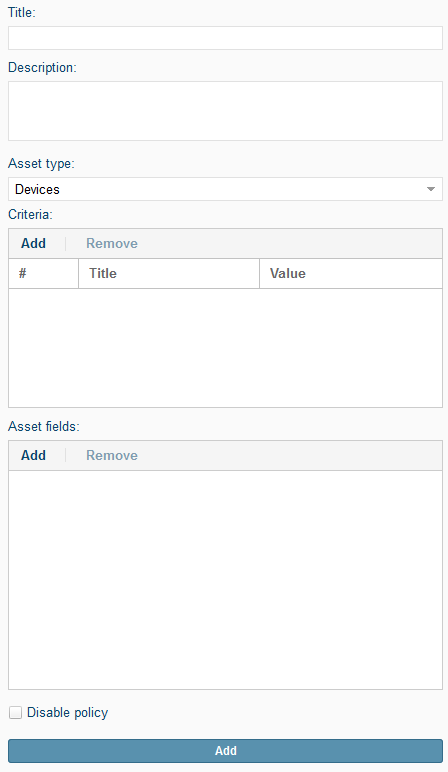 Title:
Description:
Asset type:
Devices
Criteria:
Add Remove
# Title Value
Asset fields:
Add Remove
Disable policy
Add